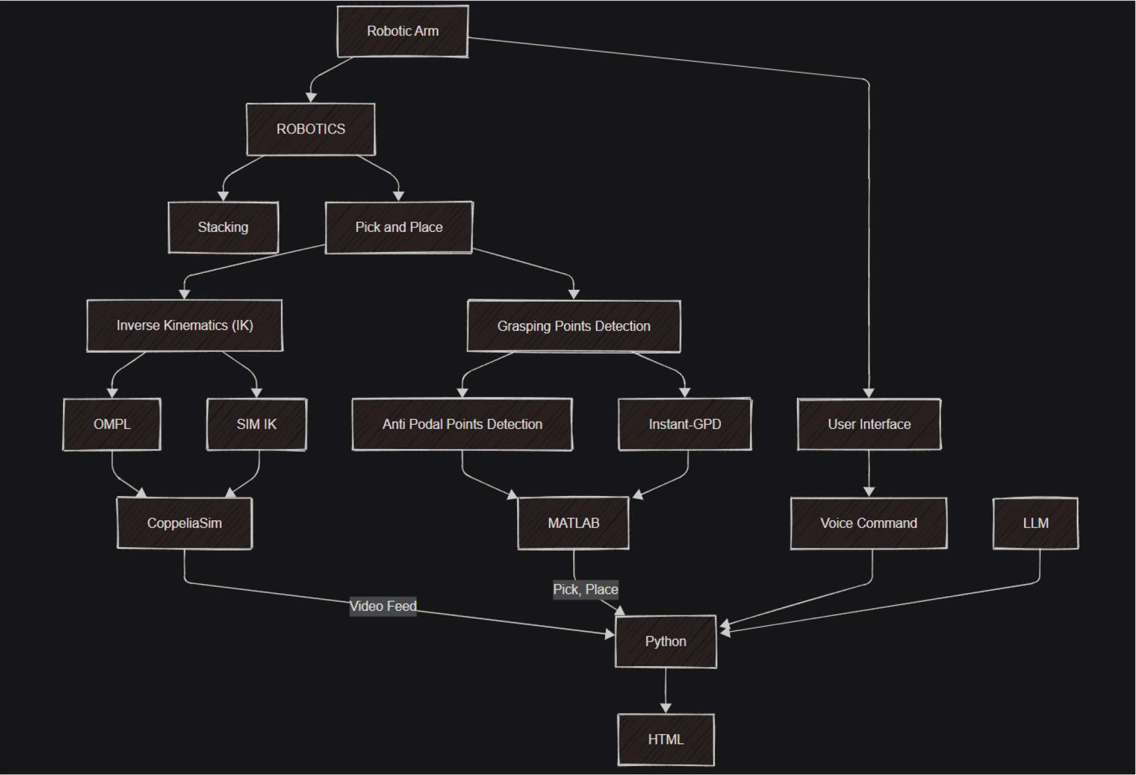 Robotic Arm
ROBOTICS
Stacking
Pick and Place
Inverse Kinematics (IK)
Grasping Points Detection
OMPL
SIM IK
Anti Podal Points Detection
Instant-GPD
User Interface
CoppeliaSim
MATLAB
Voice Command
LLM
Pick, Place
Video Feed
Python
HTML